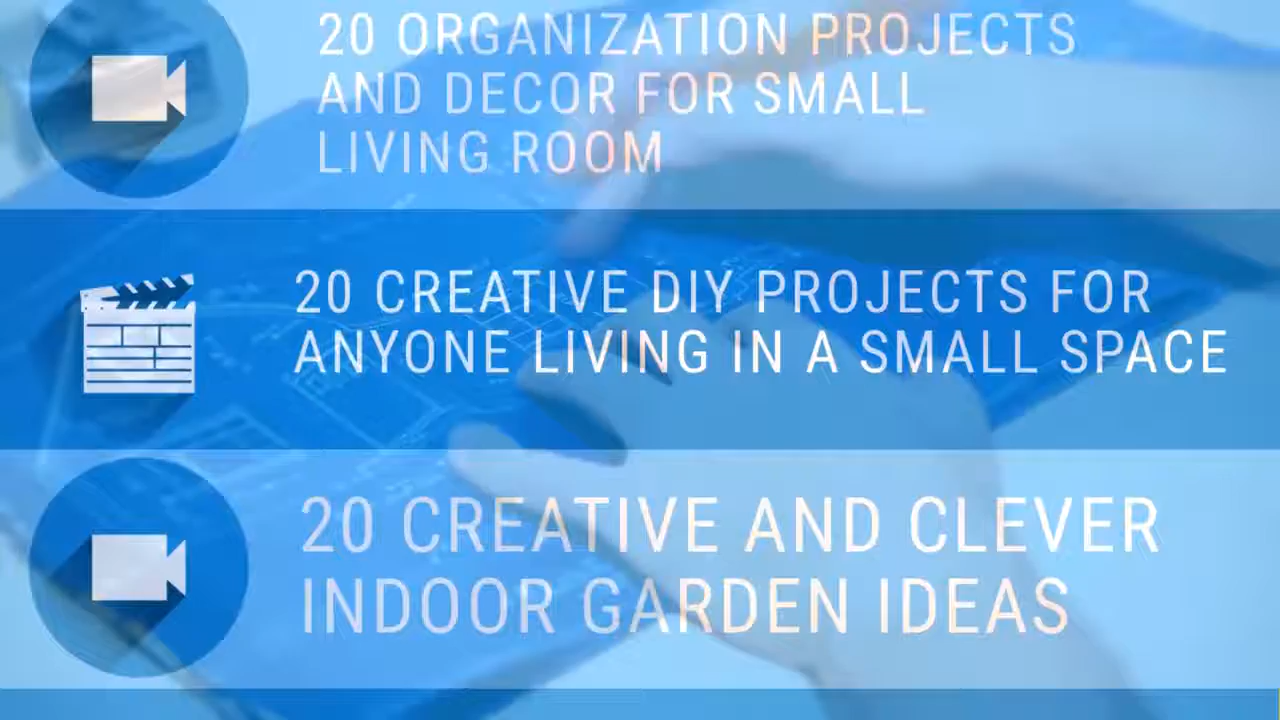 20 ORGANIZATION PROJECTS
AND DECOR FOR SMALL
LIVING ROOM
20 CREATIVE DIY PROJECTS FOR
ANYONE LIVING IN A SMALL SPACE
20 CREATIVE AND CLEVER
INDOOR GARDEN IDEAS